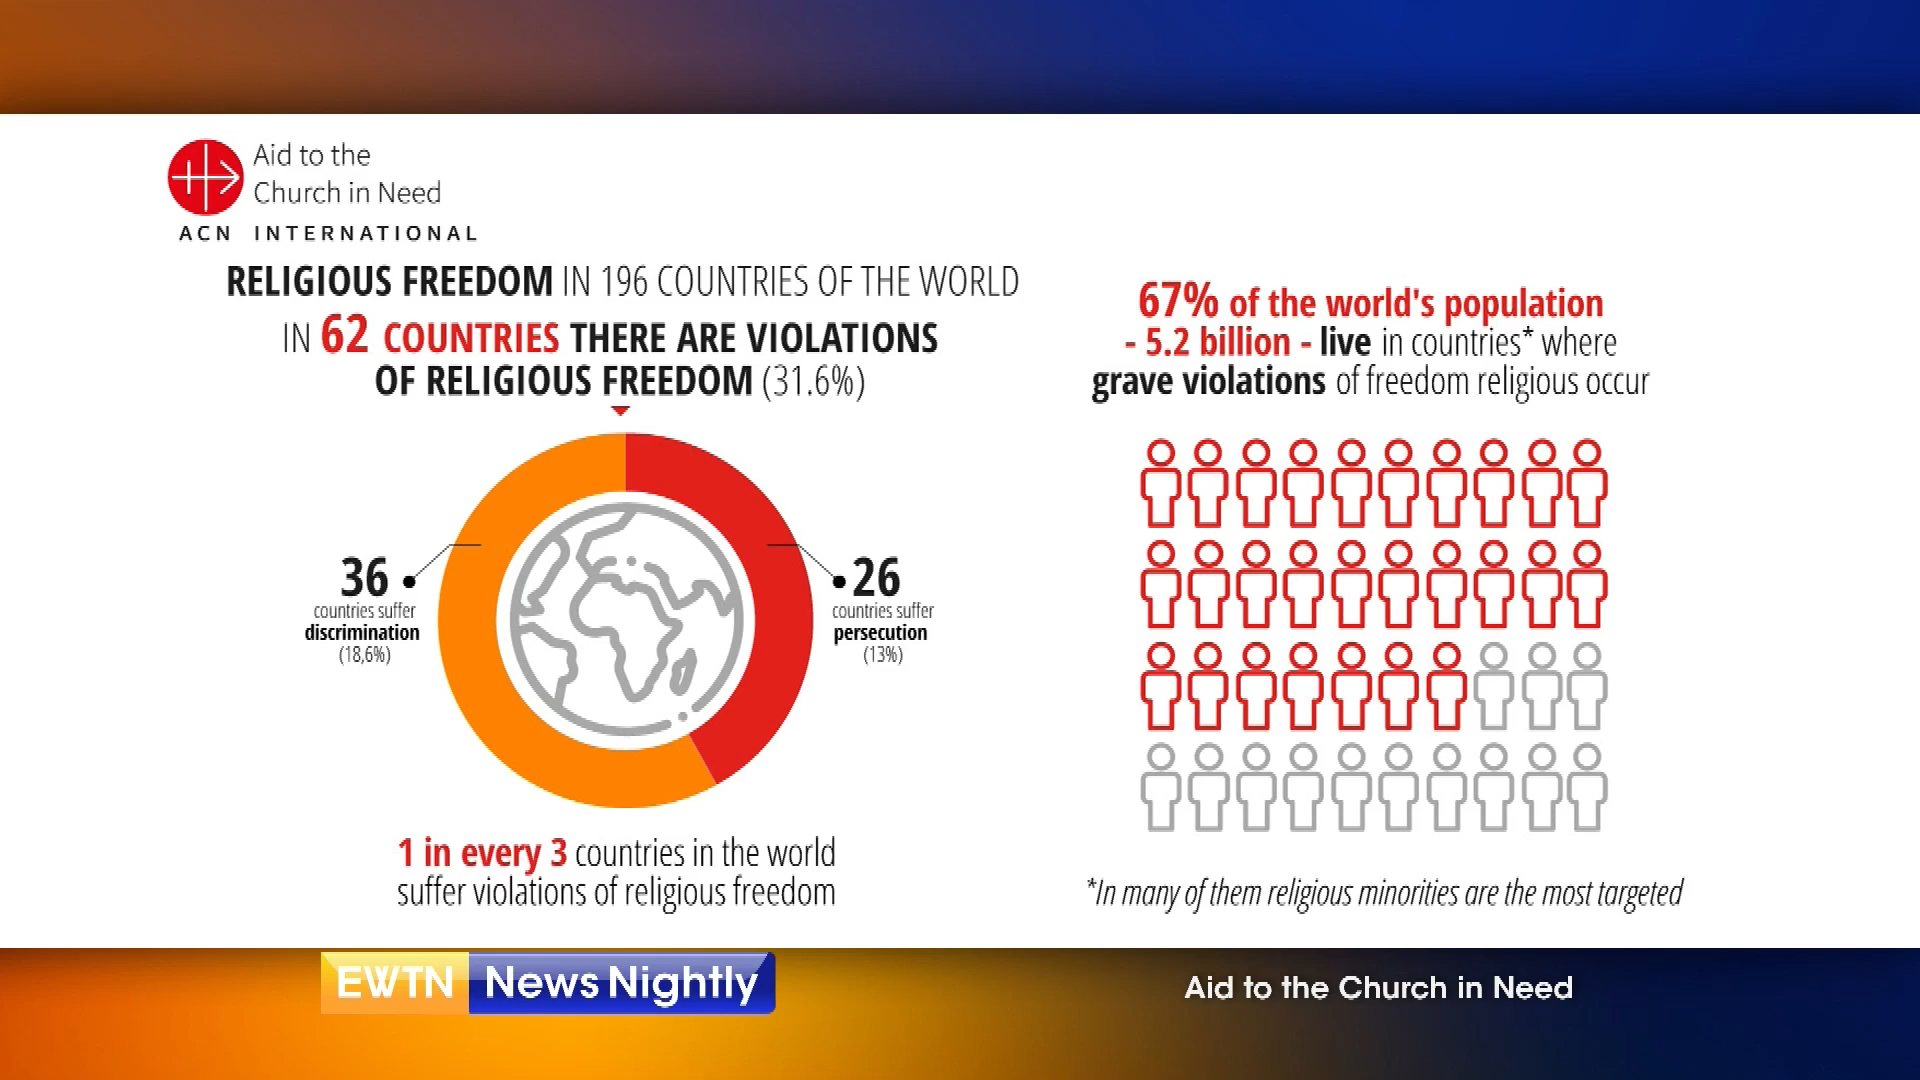 Aid to the
Church in Need
ACN INTERNATIONAL
RELIGIOUS FREEDOM IN 196 COUNTRIES OF THE WORLD
IN 62 COUNTRIES THERE ARE VIOLATIONS
OF RELIGIOUS FREEDOM (31.6%)
36
countries suffer
discrimination
(18,6%)
26
countries suffer
persecution
(13%)
1 in every 3 countries in the world
suffer violations of religious freedom
67% of the world's population
- 5.2 billion - live in countries* where
grave violations of freedom religious occur
*In many of them religious minorities are the most targeted
EWTN News Nightly
Aid to the Church in Need